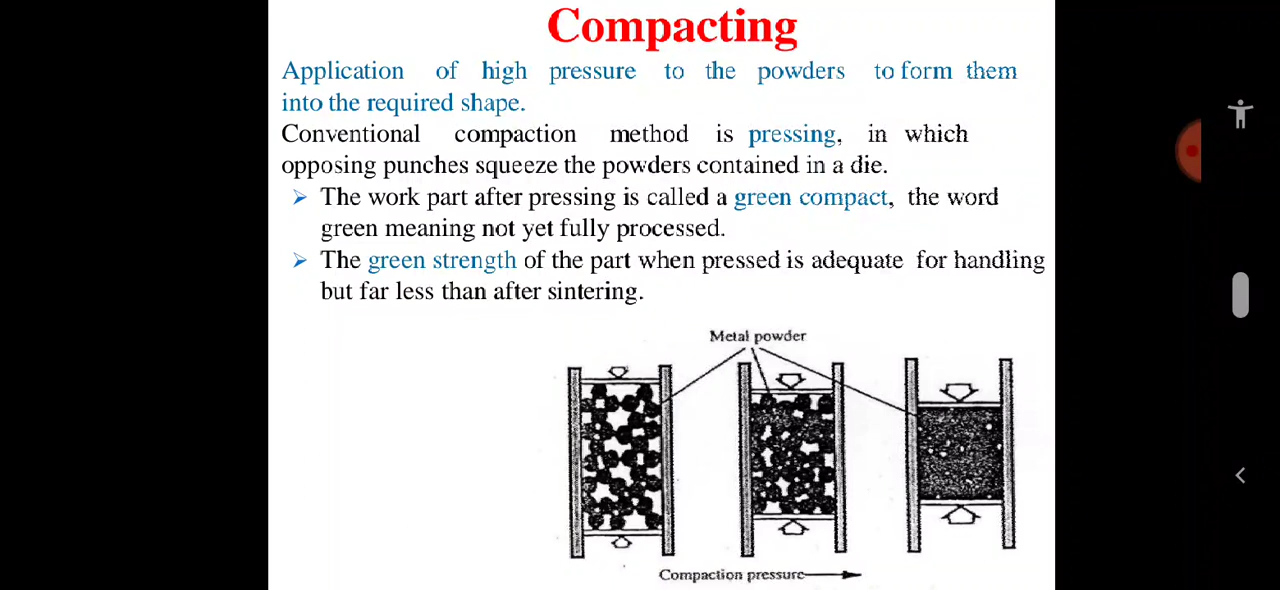 Compacting
Application of high pressure to the powders to form them
into the required shape.
Conventional compaction method is pressing, in which
opposing punches squeeze the powders contained in a die.
➢ The work part after pressing is called a green compact, the word
green meaning not yet fully processed.
➢ The green strength of the part when pressed is adequate for handling
but far less than after sintering.
Metal powder
Compaction pressure